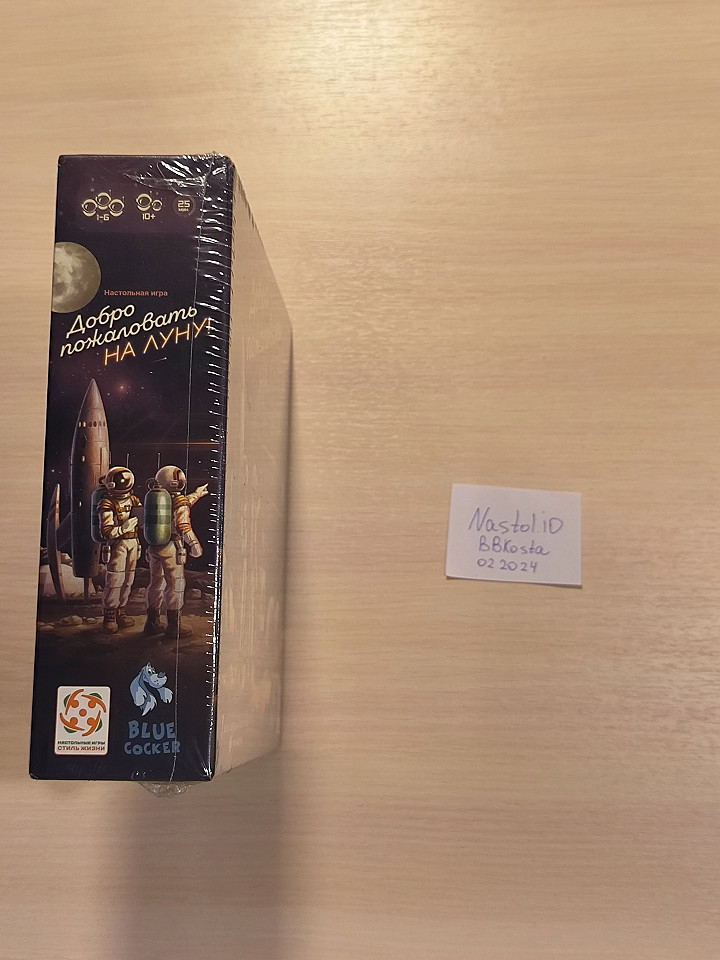 1-6
10+
25
мин
Настольная игра
Добро
пожаловать
НА ЛУНУ!
НАСТОЛЬНЫЕ ИГРЫ
СТИЛЬ ЖИЗНИ
BLUE
COCKER
Nastol.iO
BBKosta
02 2024